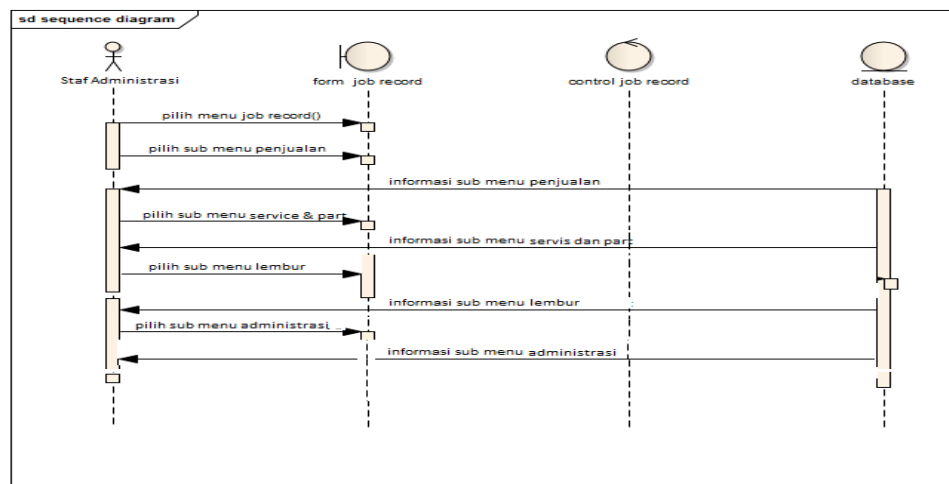 sd sequence diagram
Staf Administrasi
form job record
control job record
database
pilih menu job record()
pilih sub menu penjualan
informasi sub menu penjualan
pilih sub menu service & part
informasi sub menu servis dan part
pilih sub menu lembur
informasi sub menu lembur
pilih sub menu administrasi
informasi sub menu administrasi